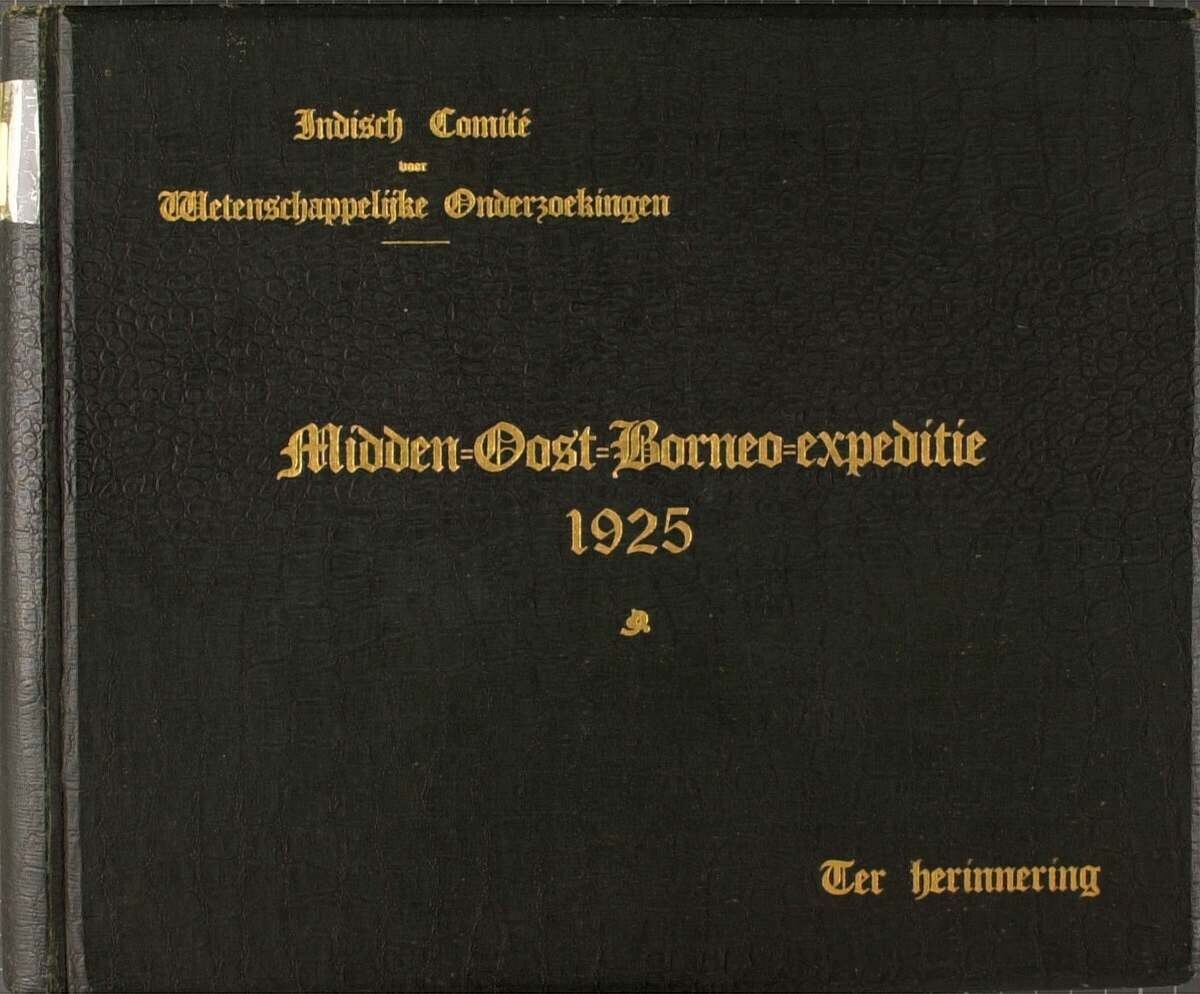 Indisch Comité
voor
Wetenschappelijke Onderzoekingen
Midden=Oost=Borneo=expeditie
1925
Ter herinnering